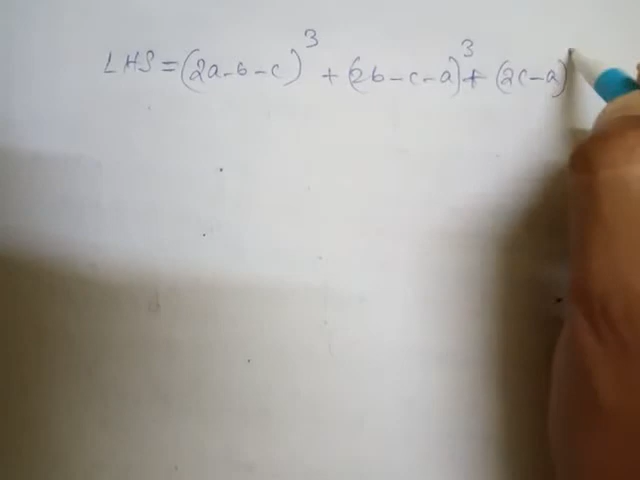 LHS = (2a-b-c)³ + (2b-c-a)³ + (2c-a)